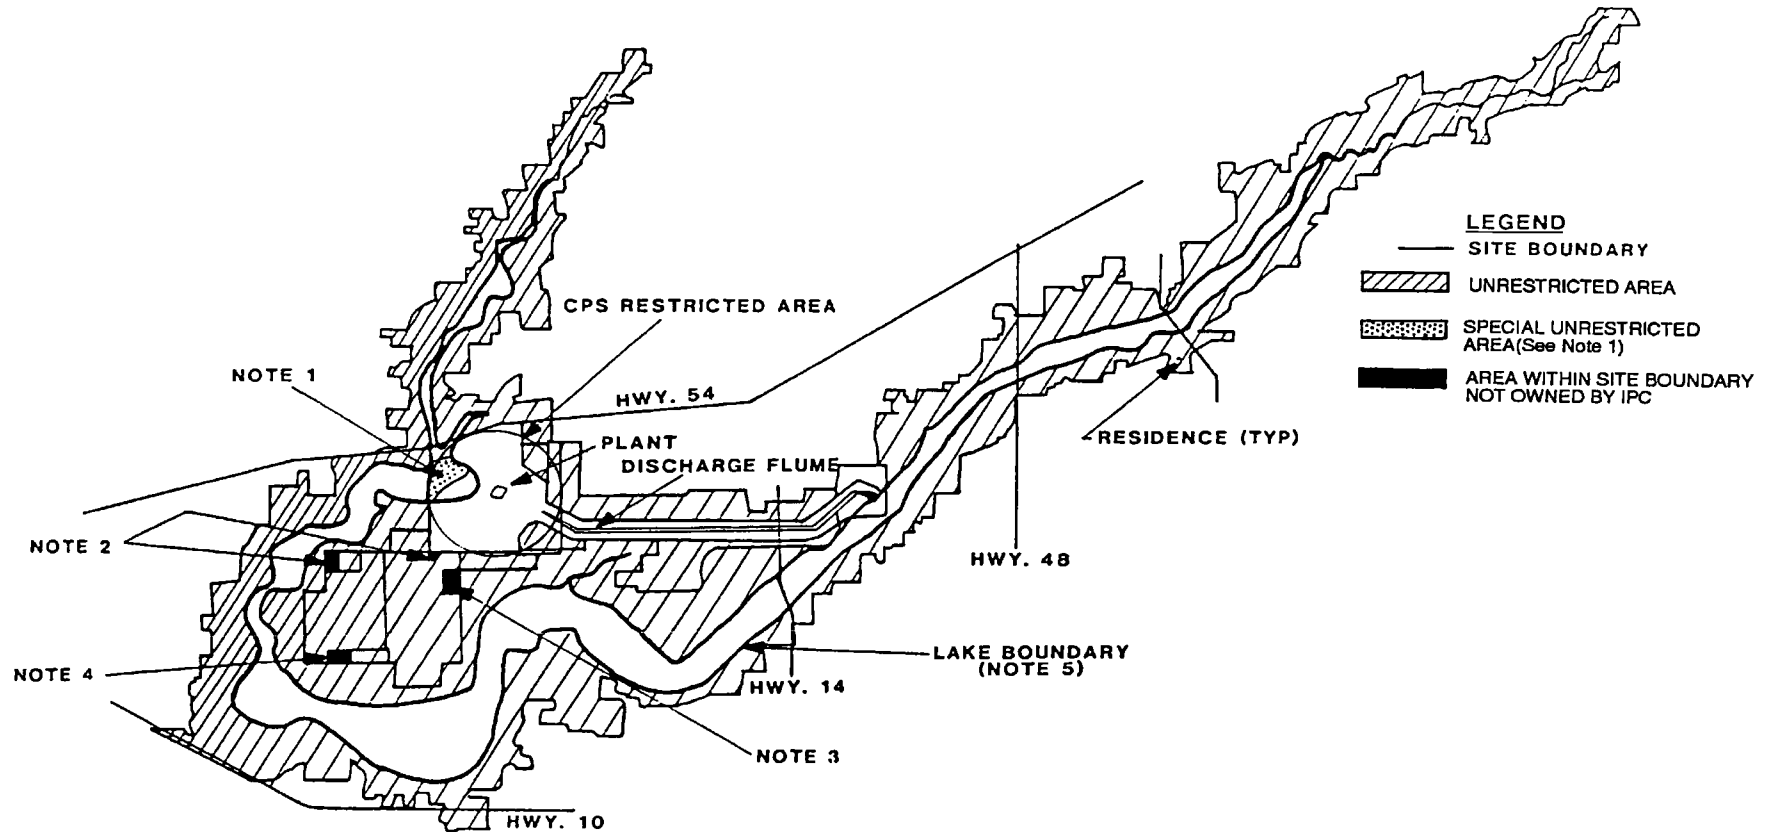 LEGEND
SITE BOUNDARY
UNRESTRICTED AREA
SPECIAL UNRESTRICTED
AREA(See Note 1)
AREA WITHIN SITE BOUNDARY
NOT OWNED BY IPC
CPS RESTRICTED AREA
NOTE 1
HWY. 54
PLANT
DISCHARGE FLUME
RESIDENCE (TYP)
NOTE 2
HWY. 48
LAKE BOUNDARY
(NOTE 5)
NOTE 4
HWY. 14
NOTE 3
HWY. 10